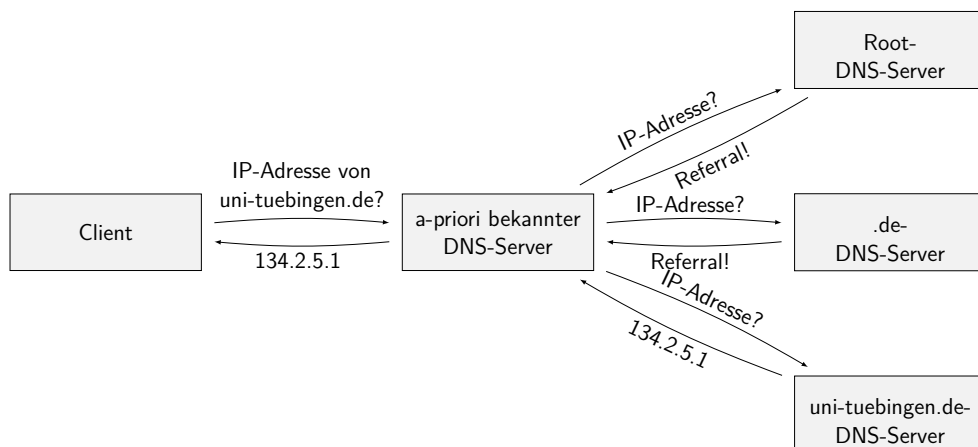 Root-
DNS-Server
IP-Adresse?
Referral!
IP-Adresse von
uni-tuebingen.de?
Client
134.2.5.1
a-priori bekannter
DNS-Server
IP-Adresse?
Referral!
.de-
DNS-Server
IP-Adresse?
134.2.5.1
uni-tuebingen.de-
DNS-Server